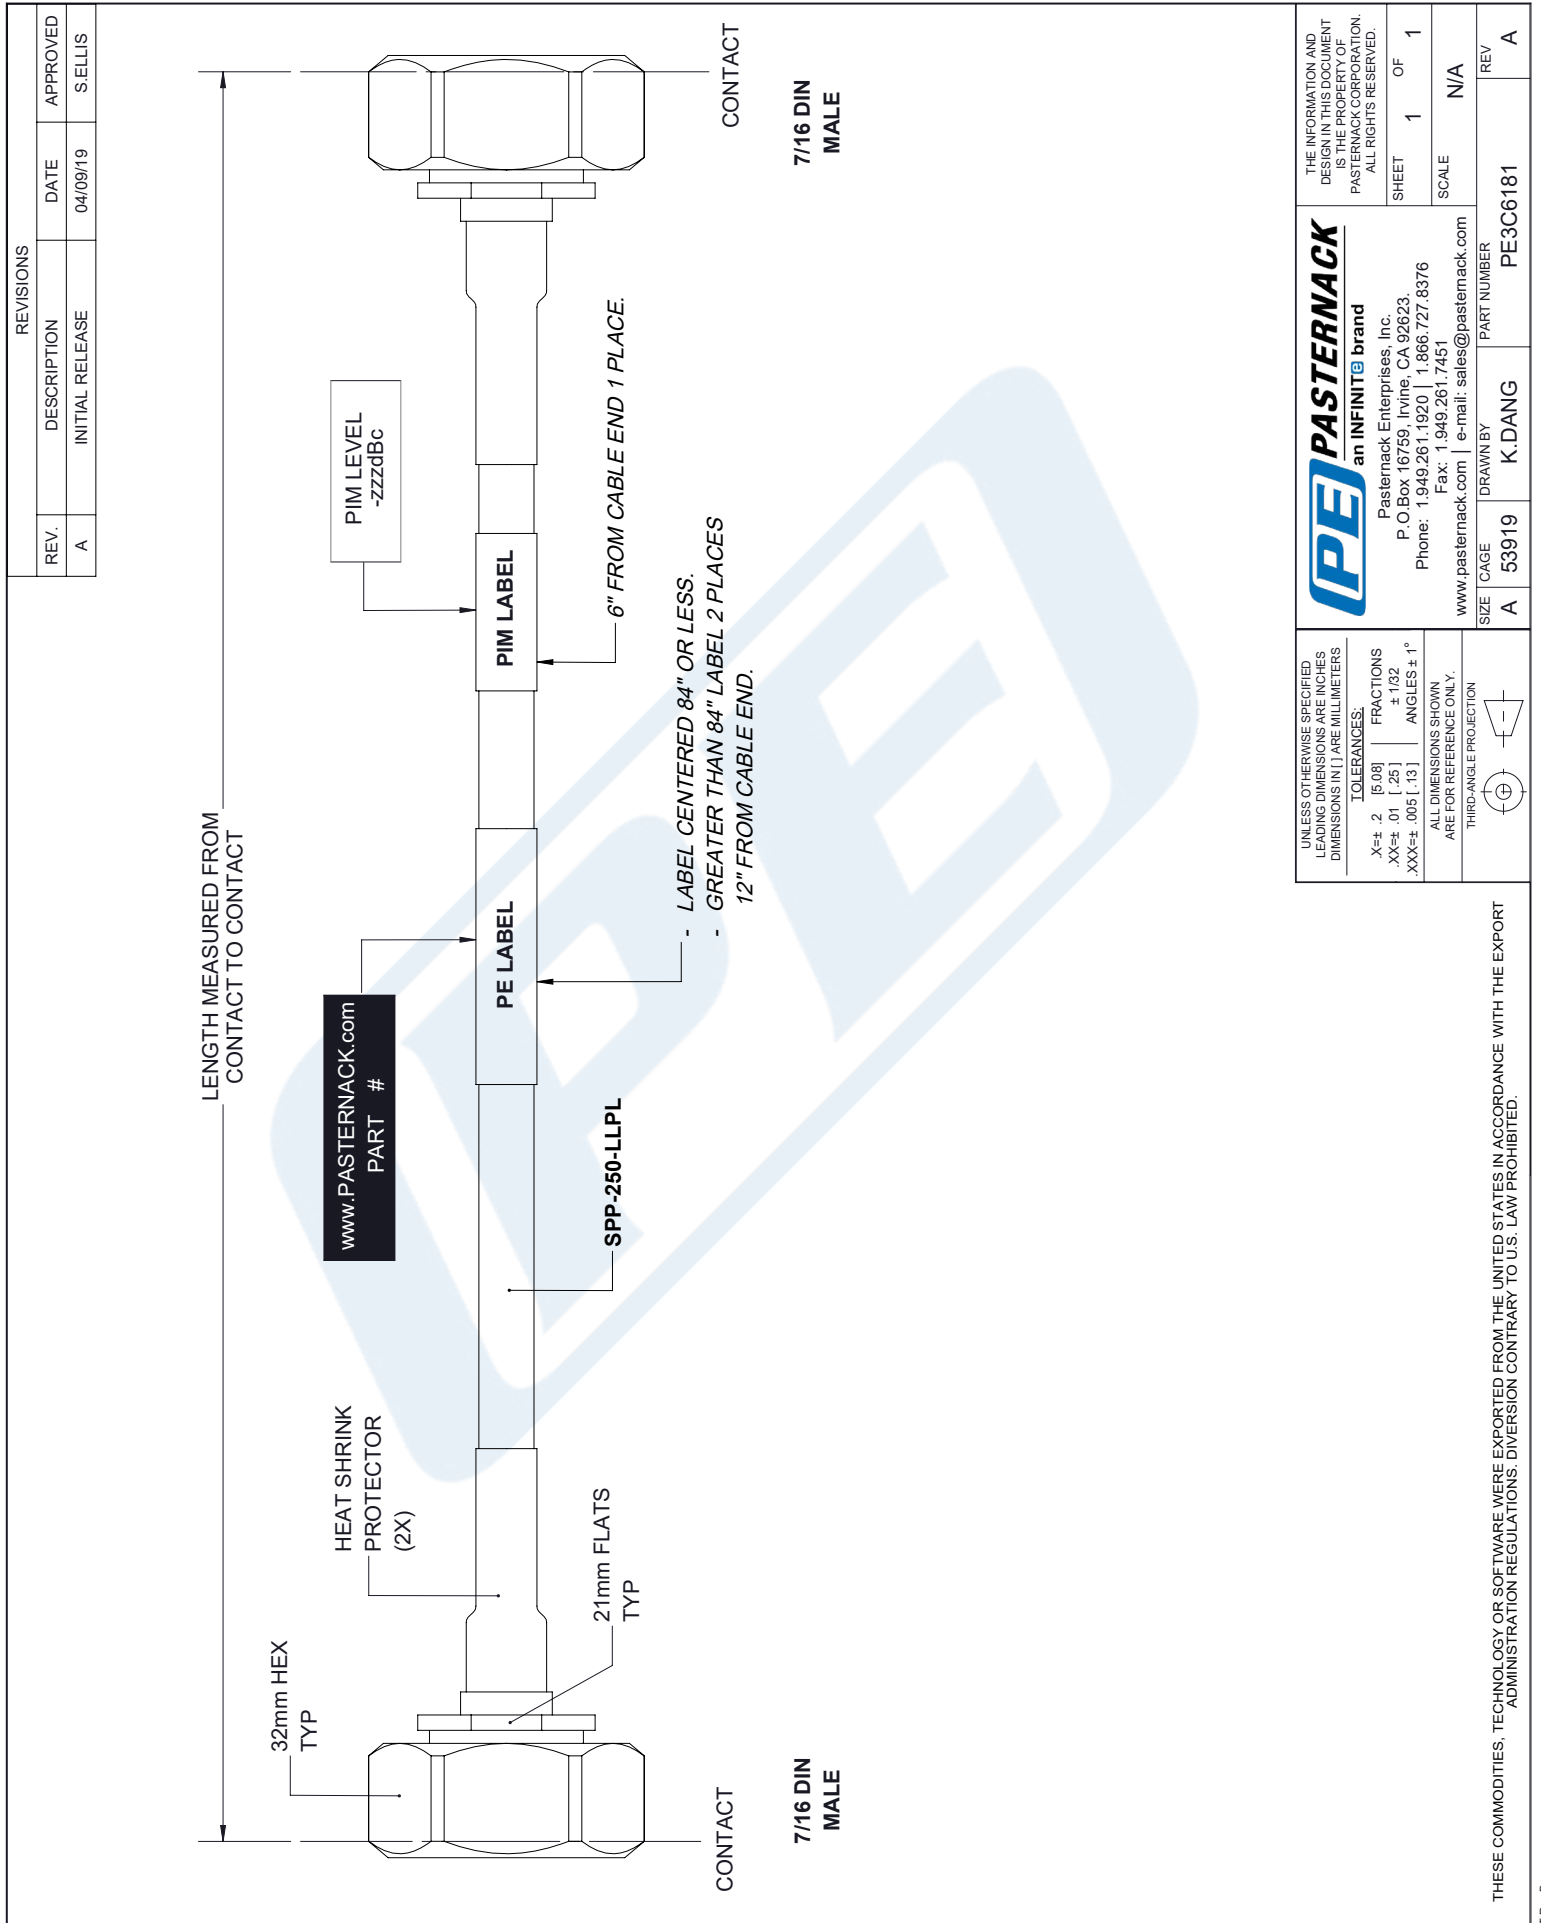 REVISIONS
REV. DESCRIPTION DATE APPROVED
A INITIAL RELEASE 04/09/19 S.ELLIS
LENGTH MEASURED FROM
CONTACT TO CONTACT
32mm HEX
TYP
HEAT SHRINK
PROTECTOR
(2X)
www.PASTERNACK.com
PART #
PIM LEVEL
-zzzdBc
PE LABEL
PIM LABEL
21mm FLATS
TYP
SPP-250-LLPL
6" FROM CABLE END 1 PLACE.
- LABEL CENTERED 84" OR LESS.
- GREATER THAN 84" LABEL 2 PLACES
12" FROM CABLE END.
CONTACT
CONTACT
7/16 DIN
MALE
7/16 DIN
MALE
UNLESS OTHERWISE SPECIFIED
LEADING DIMENSIONS ARE INCHES
DIMENSIONS IN [ ] ARE MILLIMETERS
TOLERANCES:
.X=± .2 [5.08] FRACTIONS
.XX=± .01 [ .25] ± 1/32
.XXX=± .005 [ .13] ANGLES ± 1°
ALL DIMENSIONS SHOWN
ARE FOR REFERENCE ONLY.
THIRD-ANGLE PROJECTION
PE PASTERNACK
an INFINITe brand
Pasternack Enterprises, Inc.
P.O.Box 16759, Irvine, CA 92623.
Phone: 1.949.261.1920 | 1.866.727.8376
Fax: 1.949.261.7451
www.pasternack.com | e-mail: sales@pasternack.com
THE INFORMATION AND
DESIGN IN THIS DOCUMENT
IS THE PROPERTY OF
PASTERNACK CORPORATION.
ALL RIGHTS RESERVED.
SHEET 1 OF 1
SCALE N/A
SIZE A
CAGE 53919
DRAWN BY K.DANG
PART NUMBER PE3C6181
REV A
THESE COMMODITIES, TECHNOLOGY OR SOFTWARE WERE EXPORTED FROM THE UNITED STATES IN ACCORDANCE WITH THE EXPORT
ADMINISTRATION REGULATIONS. DIVERSION CONTRARY TO U.S. LAW PROHIBITED.